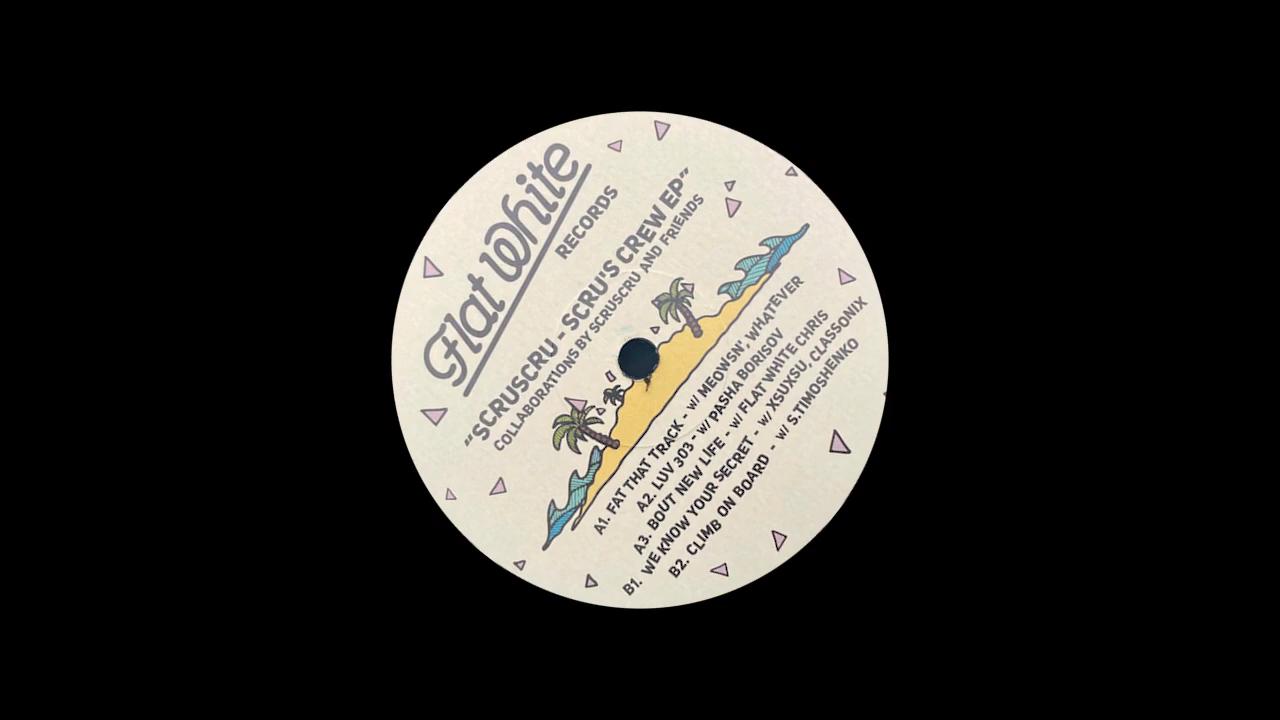 Flat White
RECORDS
"SCRUSCRU - SCRU'S CREW EP"
COLLABORATIONS BY SCRUSCRU AND FRIENDS
A1. FAT THAT TRACK - w/ MEOWSN', WHATEVER
A2. LUV 303 - w/ PASHA BORISOV
A3. BOUT NEW LIFE - w/ FLAT WHITE CHRIS
B1. WE KNOW YOUR SECRET - w/ XSUXSU, CLASSONIX
B2. CLIMB ON BOARD - w/ S.TIMOSHENKO